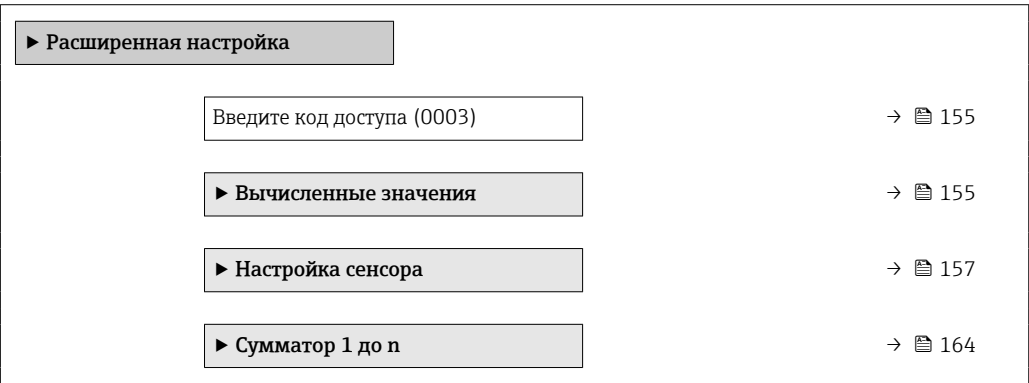 ▶ Расширенная настройка
Введите код доступа (0003) → 155
▶ Вычисленные значения → 155
▶ Настройка сенсора → 157
▶ Сумматор 1 до n → 164